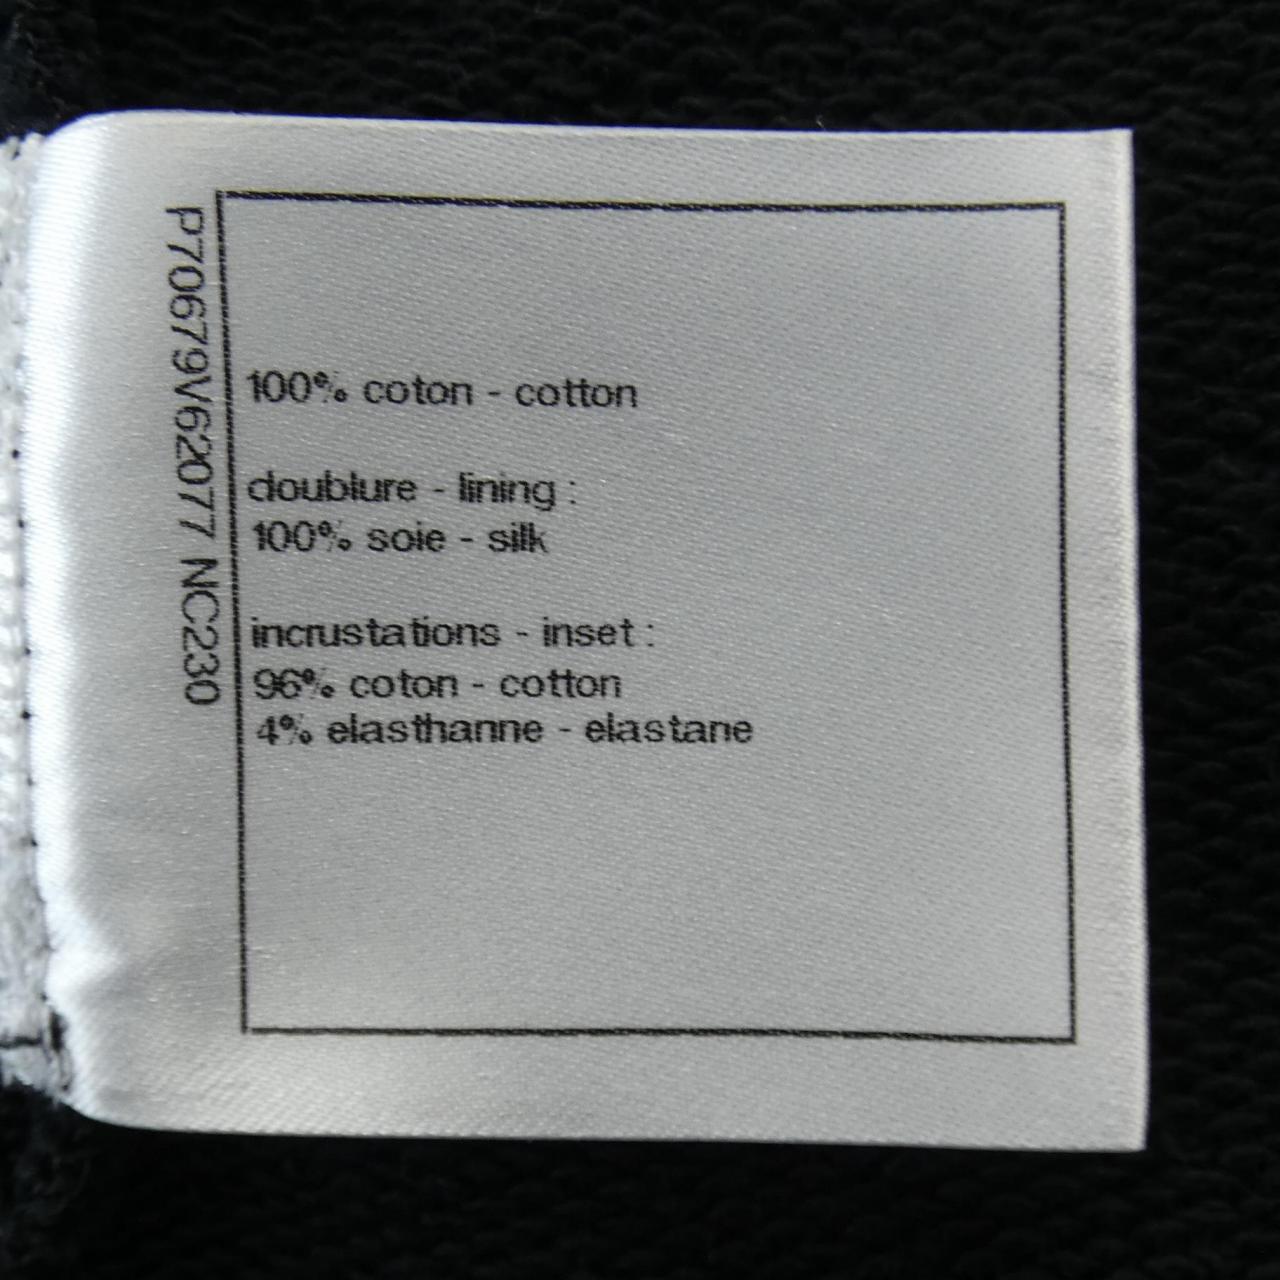 P70679V62077 NC230
100% coton - cotton
doublure - lining :
100% soie - silk
incrustations - inset :
96% coton - cotton
4% elasthanne - elastane